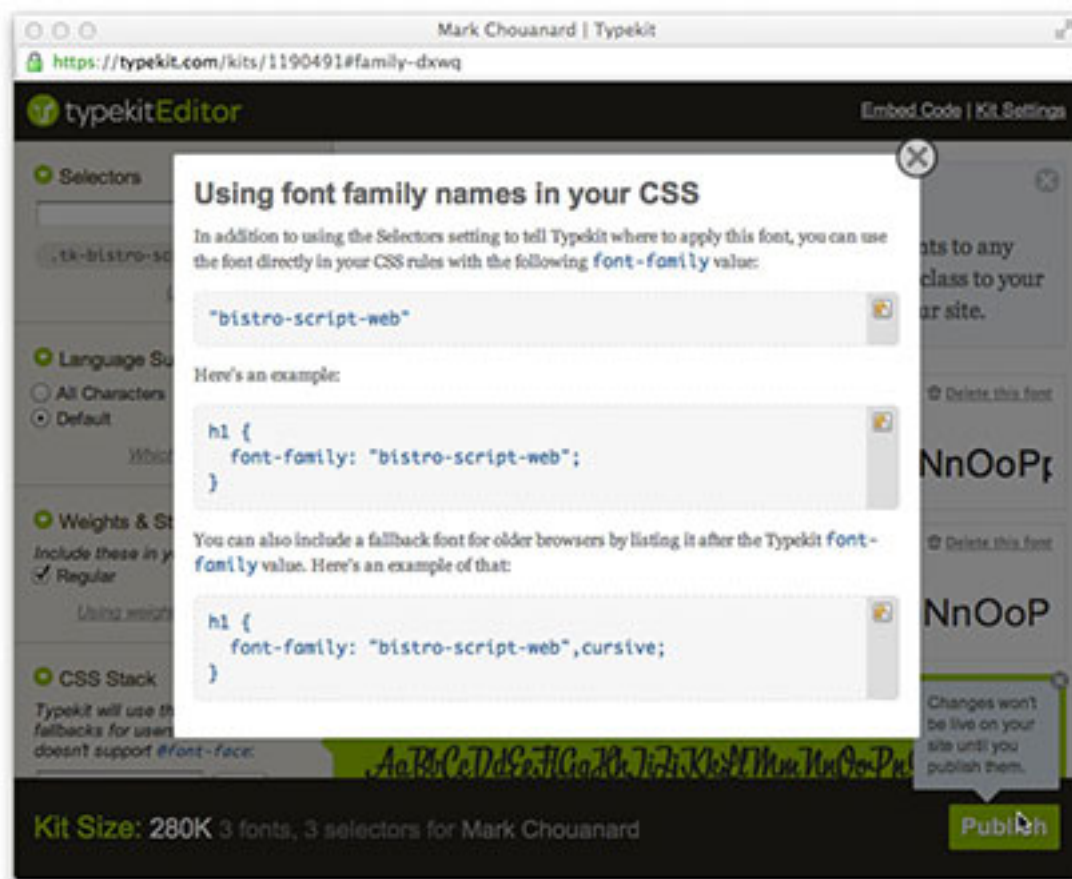 Mark Chouanard | Typekit
https://typekit.com/kits/1190491#family-dxwq
typekitEditor
Embed Code | Kit Settings
Selectors
.tk-bistro-sc
Language Su
All Characters
Default
Which
Weights & St
Include these in y
Regular
Using weight
CSS Stack
Typekit will use th
fallbacks for users
doesn't support @font-face:
Using font family names in your CSS
In addition to using the Selectors setting to tell Typekit where to apply this font, you can use
the font directly in your CSS rules with the following font-family value:
"bistro-script-web"
Here's an example:
h1 {
font-family: "bistro-script-web";
}
You can also include a fallback font for older browsers by listing it after the Typekit font-
family value. Here's an example of that:
h1 {
font-family: "bistro-script-web",cursive;
}
nts to any
class to your
ur site.
Delete this font
NnOoPp
Delete this font
NnOoP
AaBbCcDdEeFfGgHhIiJjKkLlMmNnOoPp
Changes won't
be live on your
site until you
publish them.
Kit Size: 280K 3 fonts, 3 selectors for Mark Chouanard
Publish